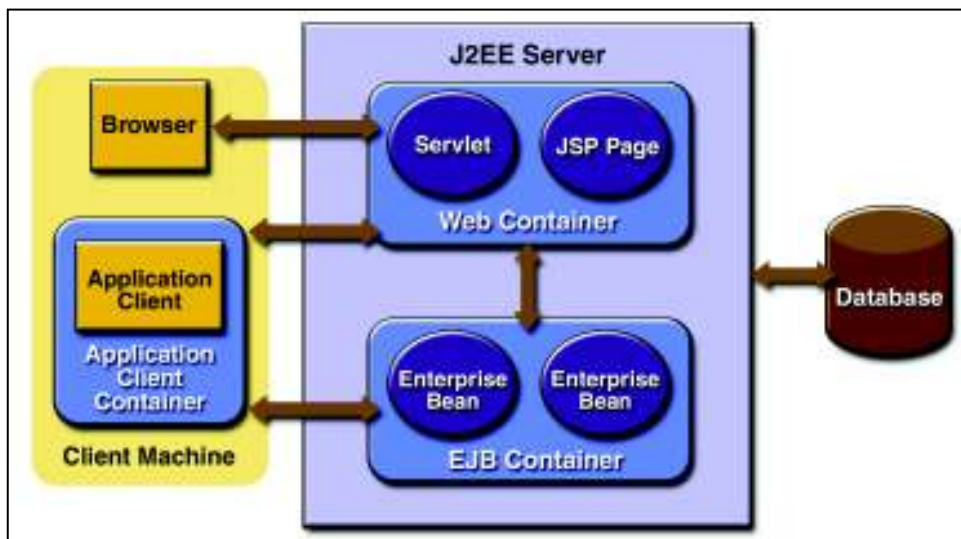 J2EE Server
Browser
Servlet
JSP Page
Web Container
Application
Client
Application
Client
Container
Client Machine
Enterprise
Bean
Enterprise
Bean
EJB Container
Database